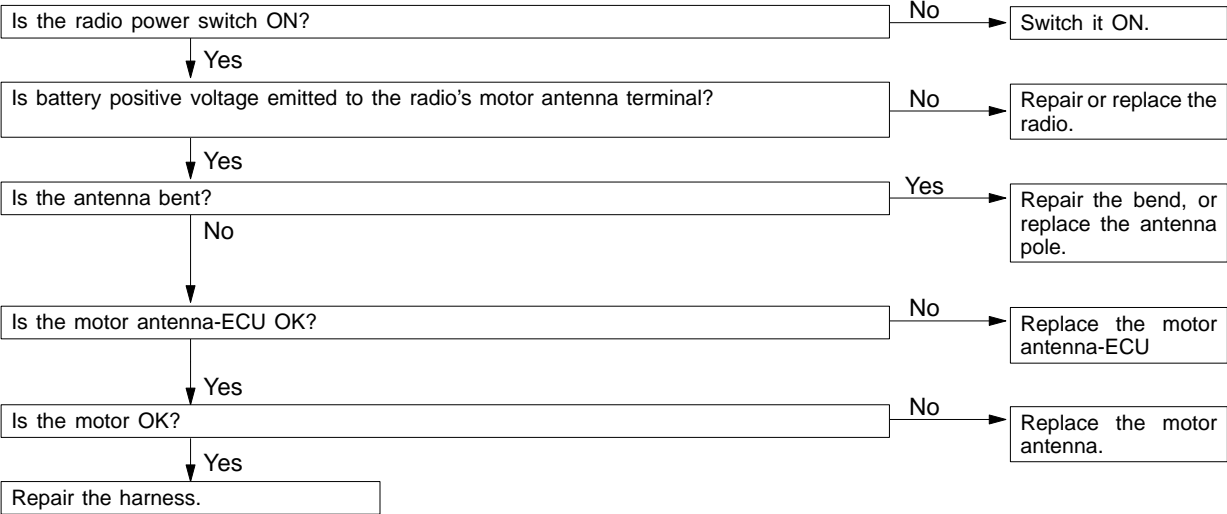 Is the radio power switch ON?
No
Switch it ON.
Yes
Is battery positive voltage emitted to the radio's motor antenna terminal?
No
Repair or replace the
radio.
Yes
Is the antenna bent?
Yes
Repair the bend, or
replace the antenna
pole.
No
Is the motor antenna-ECU OK?
No
Replace the motor
antenna-ECU
Yes
Is the motor OK?
No
Replace the motor
antenna.
Yes
Repair the harness.